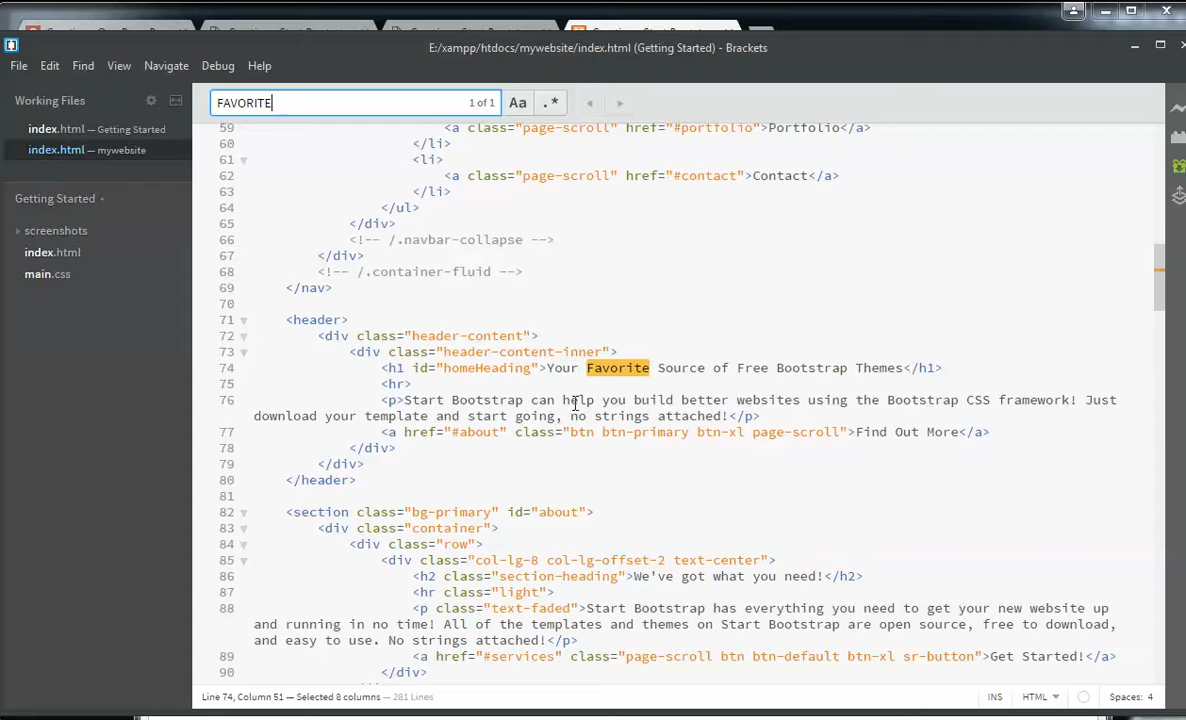 E:/xampp/htdocs/mywebsite/index.html (Getting Started) - Brackets
File Edit Find View Navigate Debug Help
Working Files
index.html — Getting Started
index.html — mywebsite
Getting Started
screenshots
index.html
main.css
FAVORITE 1 of 1 Aa .*
59 <a class="page-scroll" href="#portfolio">Portfolio</a>
60 </li>
61 <li>
62 <a class="page-scroll" href="#contact">Contact</a>
63 </li>
64 </ul>
65 </div>
66 <!-- /.navbar-collapse -->
67 </div>
68 <!-- /.container-fluid -->
69 </nav>
70
71 <header>
72 <div class="header-content">
73 <div class="header-content-inner">
74 <h1 id="homeHeading">Your Favorite Source of Free Bootstrap Themes</h1>
75 <hr>
76 <p>Start Bootstrap can help you build better websites using the Bootstrap CSS framework! Just
download your template and start going, no strings attached!</p>
77 <a href="#about" class="btn btn-primary btn-xl page-scroll">Find Out More</a>
78 </div>
79 </div>
80 </header>
81
82 <section class="bg-primary" id="about">
83 <div class="container">
84 <div class="row">
85 <div class="col-lg-8 col-lg-offset-2 text-center">
86 <h2 class="section-heading">We've got what you need!</h2>
87 <hr class="light">
88 <p class="text-faded">Start Bootstrap has everything you need to get your new website up
and running in no time! All of the templates and themes on Start Bootstrap are open source, free to download,
and easy to use. No strings attached!</p>
89 <a href="#services" class="page-scroll btn btn-default btn-xl sr-button">Get Started!</a>
90 </div>
Line 74, Column 51 — Selected 8 columns — 281 Lines
INS HTML Spaces: 4